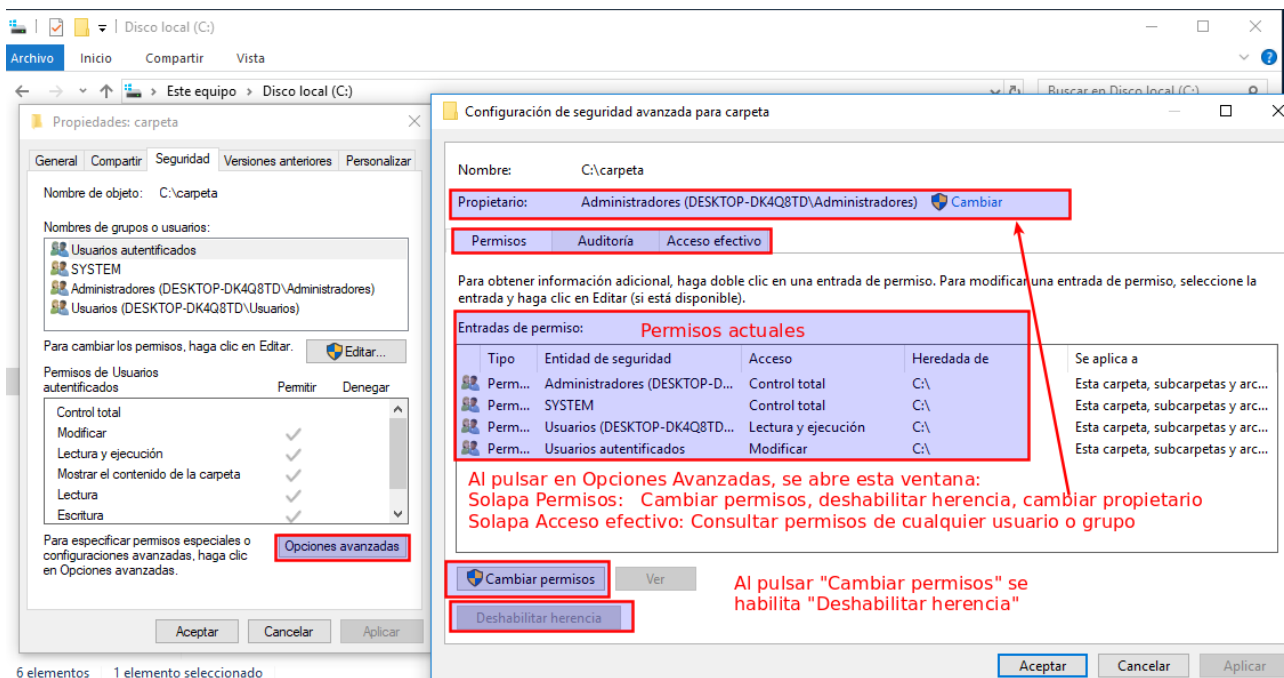 Disco local (C:)
Archivo Inicio Compartir Vista
Este equipo > Disco local (C:)
Buscar en Disco local (C:)
Propiedades: carpeta
General Compartir Seguridad Versiones anteriores Personalizar
Nombre de objeto: C:\carpeta
Nombres de grupos o usuarios:
Usuarios autentificados
SYSTEM
Administradores (DESKTOP-DK4Q8TD\Administradores)
Usuarios (DESKTOP-DK4Q8TD\Usuarios)
Para cambiar los permisos, haga clic en Editar.
Editar...
Permisos de Usuarios
autentificados Permitir Denegar
Control total
Modificar
Lectura y ejecución
Mostrar el contenido de la carpeta
Lectura
Escritura
Para especificar permisos especiales o
configuraciones avanzadas, haga clic
en Opciones avanzadas.
Opciones avanzadas
Aceptar Cancelar Aplicar
6 elementos 1 elemento seleccionado
Configuración de seguridad avanzada para carpeta
Nombre: C:\carpeta
Propietario: Administradores (DESKTOP-DK4Q8TD\Administradores) Cambiar
Permisos Auditoría Acceso efectivo
Para obtener información adicional, haga doble clic en una entrada de permiso. Para modificar una entrada de permiso, seleccione la
entrada y haga clic en Editar (si está disponible).
Entradas de permiso: Permisos actuales
Tipo Entidad de seguridad Acceso Heredada de Se aplica a
Perm... Administradores (DESKTOP-D... Control total C:\ Esta carpeta, subcarpetas y arc...
Perm... SYSTEM Control total C:\ Esta carpeta, subcarpetas y arc...
Perm... Usuarios (DESKTOP-DK4Q8TD... Lectura y ejecución C:\ Esta carpeta, subcarpetas y arc...
Perm... Usuarios autentificados Modificar C:\ Esta carpeta, subcarpetas y arc...
Al pulsar en Opciones Avanzadas, se abre esta ventana:
Solapa Permisos: Cambiar permisos, deshabilitar herencia, cambiar propietario
Solapa Acceso efectivo: Consultar permisos de cualquier usuario o grupo
Cambiar permisos Ver
Al pulsar "Cambiar permisos" se
habilita "Deshabilitar herencia"
Deshabilitar herencia
Aceptar Cancelar Aplicar